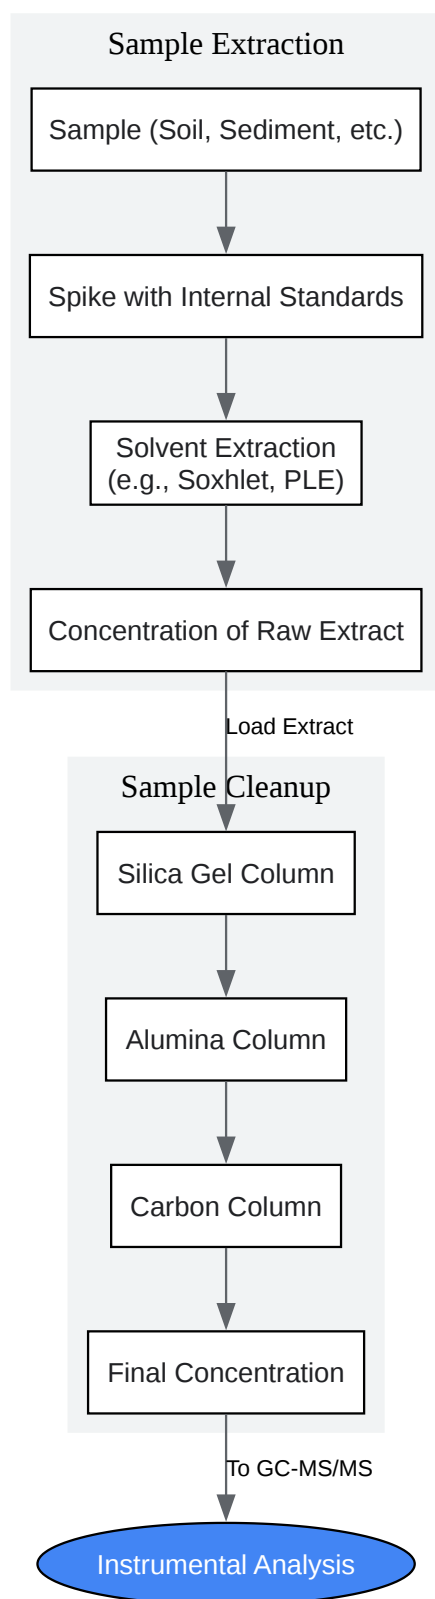 Sample Extraction
Sample (Soil, Sediment, etc.)
Spike with Internal Standards
Solvent Extraction
(e.g., Soxhlet, PLE)
Concentration of Raw Extract
Load Extract
Sample Cleanup
Silica Gel Column
Alumina Column
Carbon Column
Final Concentration
To GC-MS/MS
Instrumental Analysis